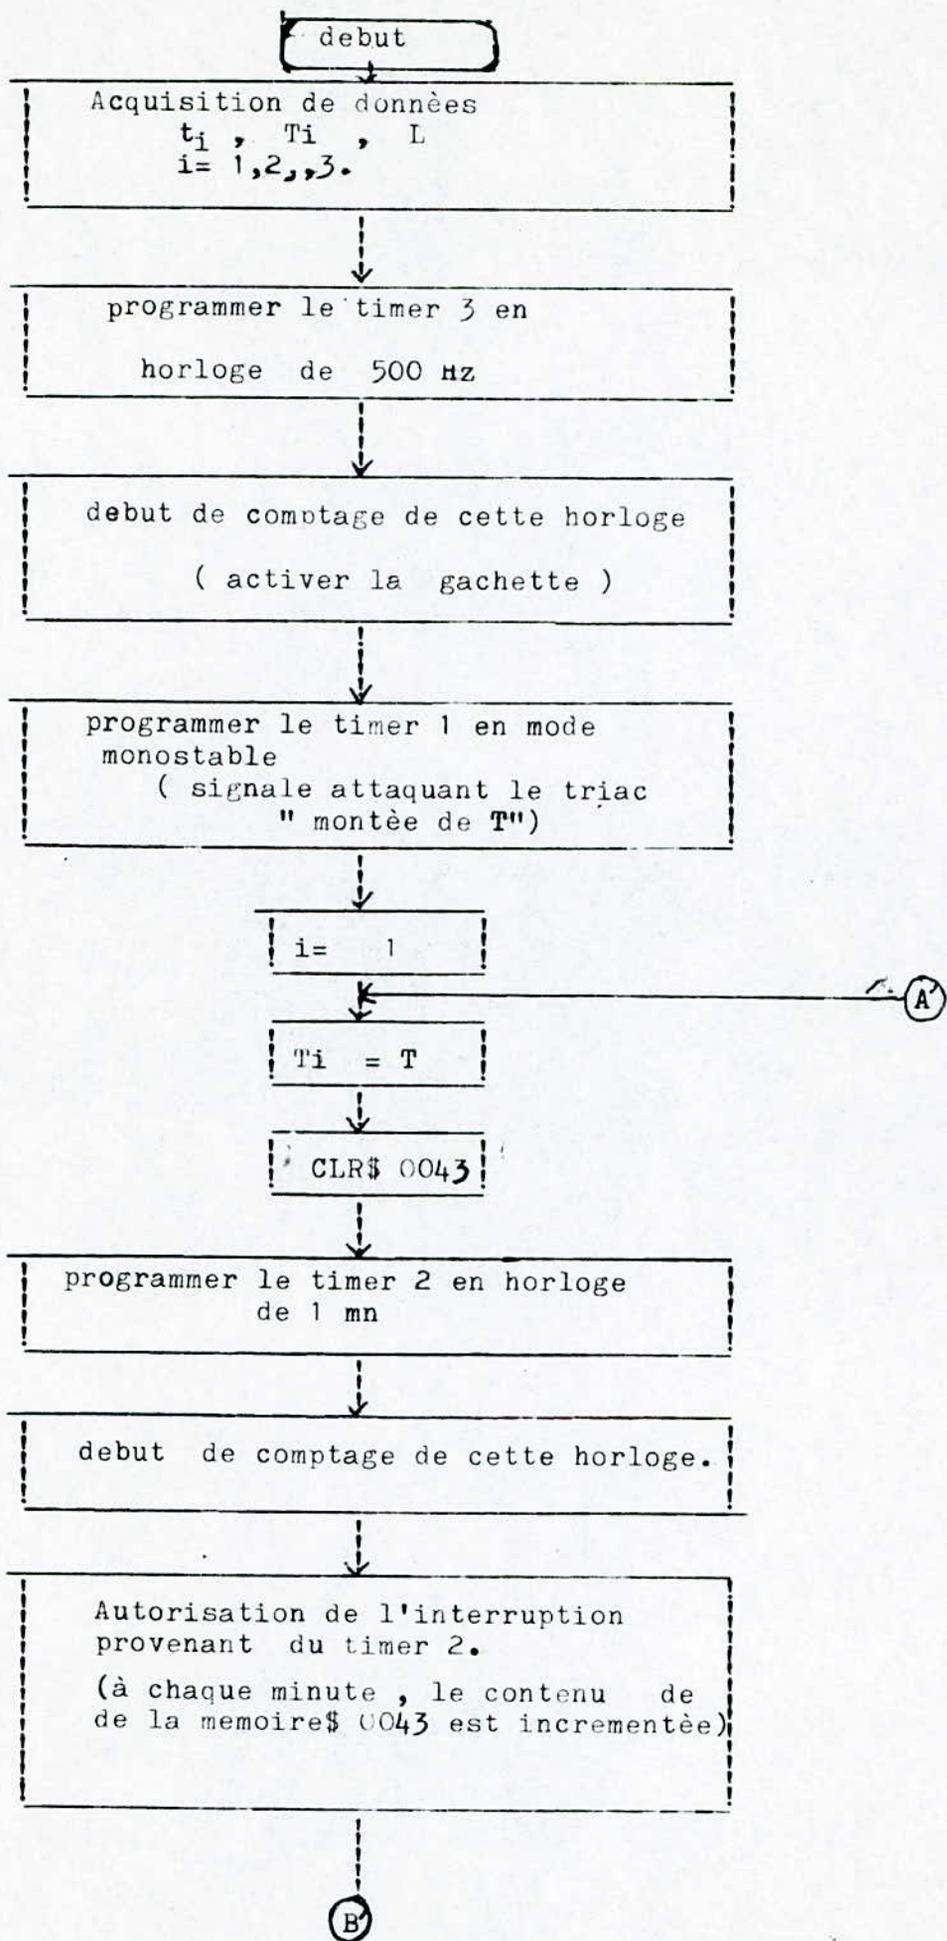 debut
Acquisition de donnèes
ti , Ti , L
i= 1,2,,3.
programmer le timer 3 en
horloge de 500 Hz
debut de comptage de cette horloge
( activer la gachette )
programmer le timer 1 en mode
monostable
( signale attaquant le triac
" montèe de T")
i= 1
A
Ti = T
CLR$ 0043
programmer le timer 2 en horloge
de 1 mn
debut de comptage de cette horloge.
Autorisation de l'interruption
provenant du timer 2.
(à chaque minute , le contenu de
de la memoire$ 0043 est incrementèe)
B